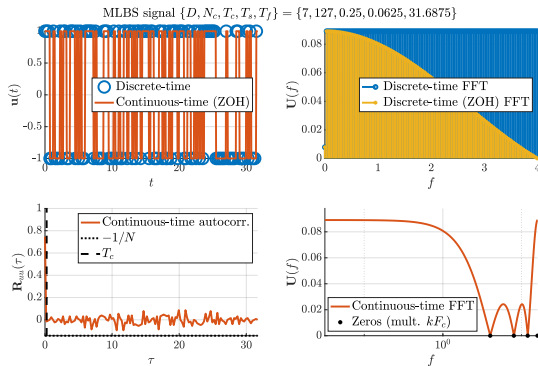 MLBS signal {D, N_c, T_c, T_s, T_f} = {7, 127, 0.25, 0.0625, 31.6875}
1
0.5
0
-0.5
-1
u(t)
Discrete-time
Continuous-time (ZOH)
0 10 20 30
t
0.08
0.06
0.04
0.02
0
U(f)
Discrete-time FFT
Discrete-time (ZOH) FFT
0 1 2 3 4
f
1
0.8
0.6
0.4
0.2
0
R_uu(τ)
Continuous-time autocorr.
−1/N
T_c
0 10 20 30
τ
0.08
0.06
0.04
0.02
0
U(f)
Continuous-time FFT
Zeros (mult. kF_c)
10^0
f